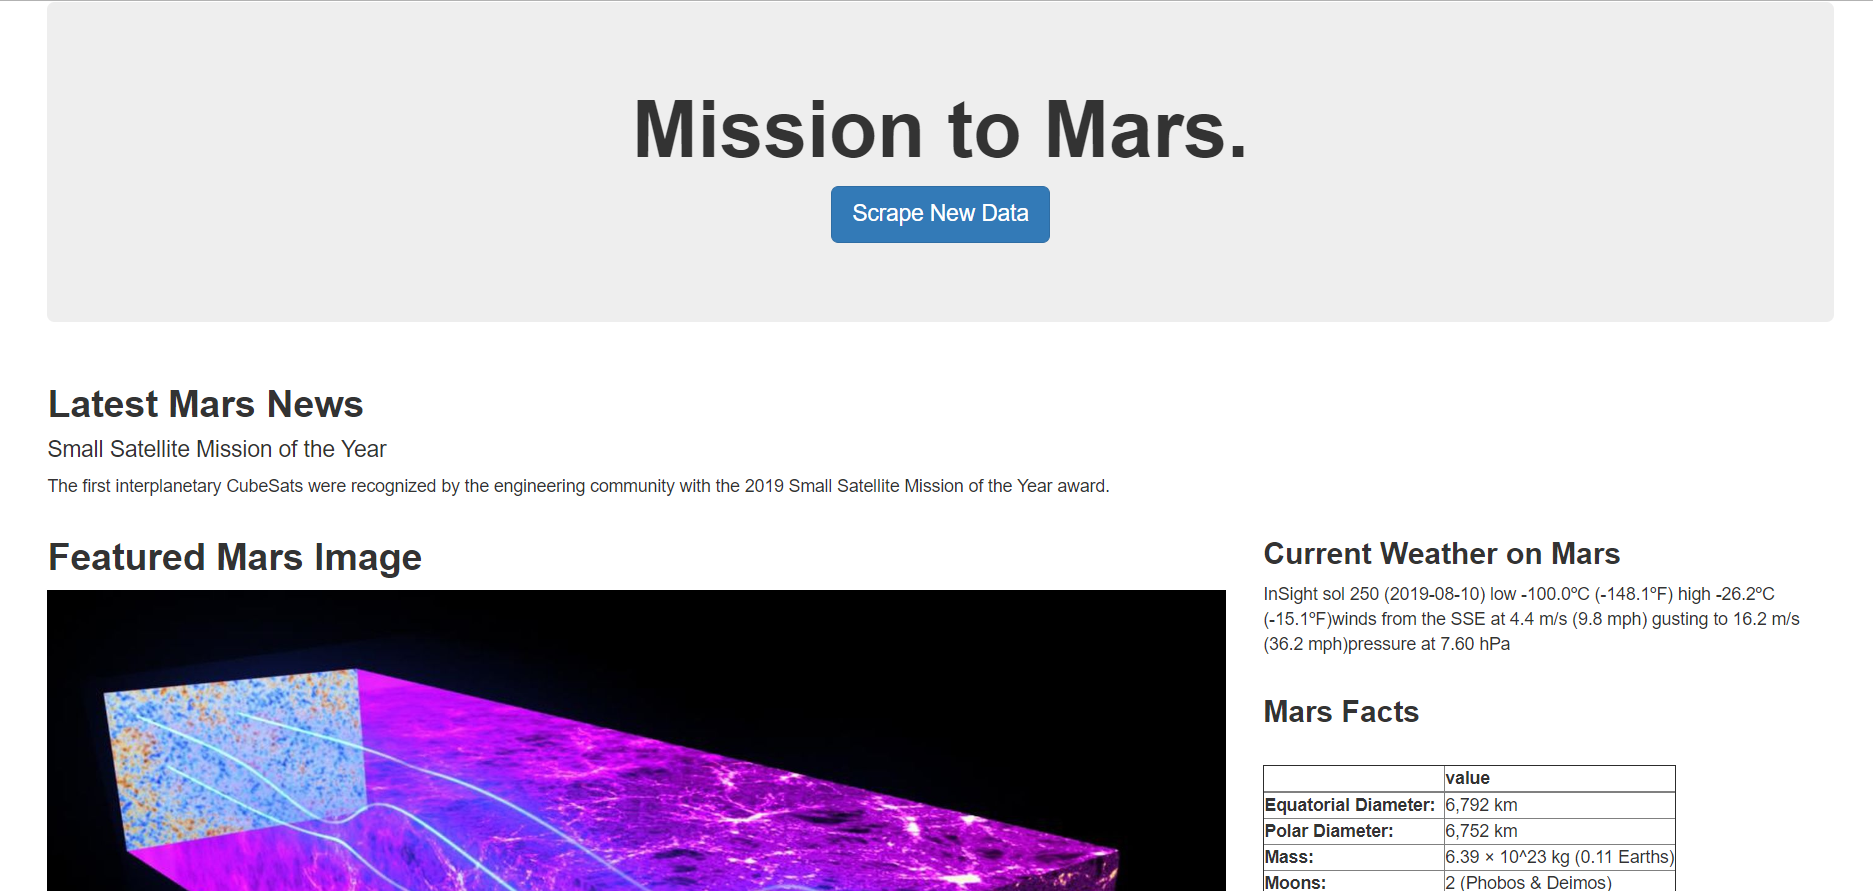 Mission to Mars.
Scrape New Data
Latest Mars News
Small Satellite Mission of the Year
The first interplanetary CubeSats were recognized by the engineering community with the 2019 Small Satellite Mission of the Year award.
Featured Mars Image
Current Weather on Mars
InSight sol 250 (2019-08-10) low -100.0ºC (-148.1ºF) high -26.2ºC
(-15.1ºF)winds from the SSE at 4.4 m/s (9.8 mph) gusting to 16.2 m/s
(36.2 mph)pressure at 7.60 hPa
Mars Facts
value
Equatorial Diameter: 6,792 km
Polar Diameter: 6,752 km
Mass: 6.39 × 10^23 kg (0.11 Earths)
Moons: 2 (Phobos & Deimos)